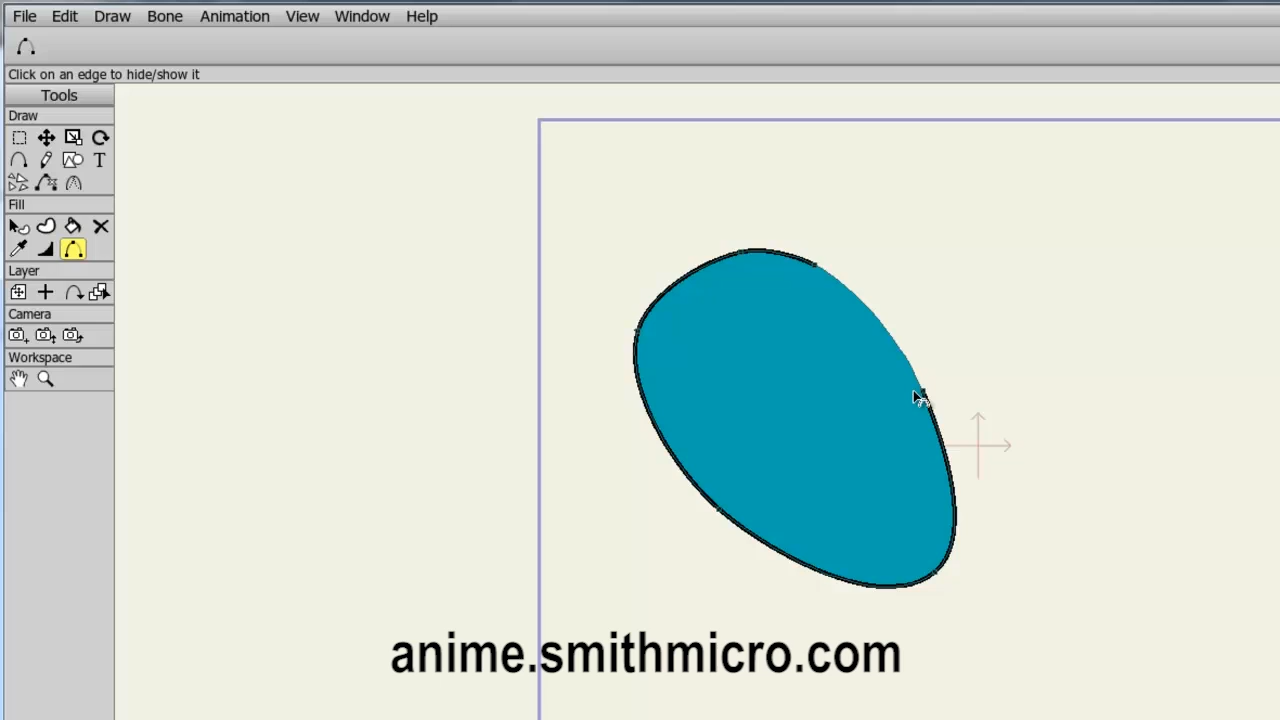 File Edit Draw Bone Animation View Window Help
Click on an edge to hide/show it
Tools
Draw
T
Fill
Layer
Camera
Workspace
anime.smithmicro.com